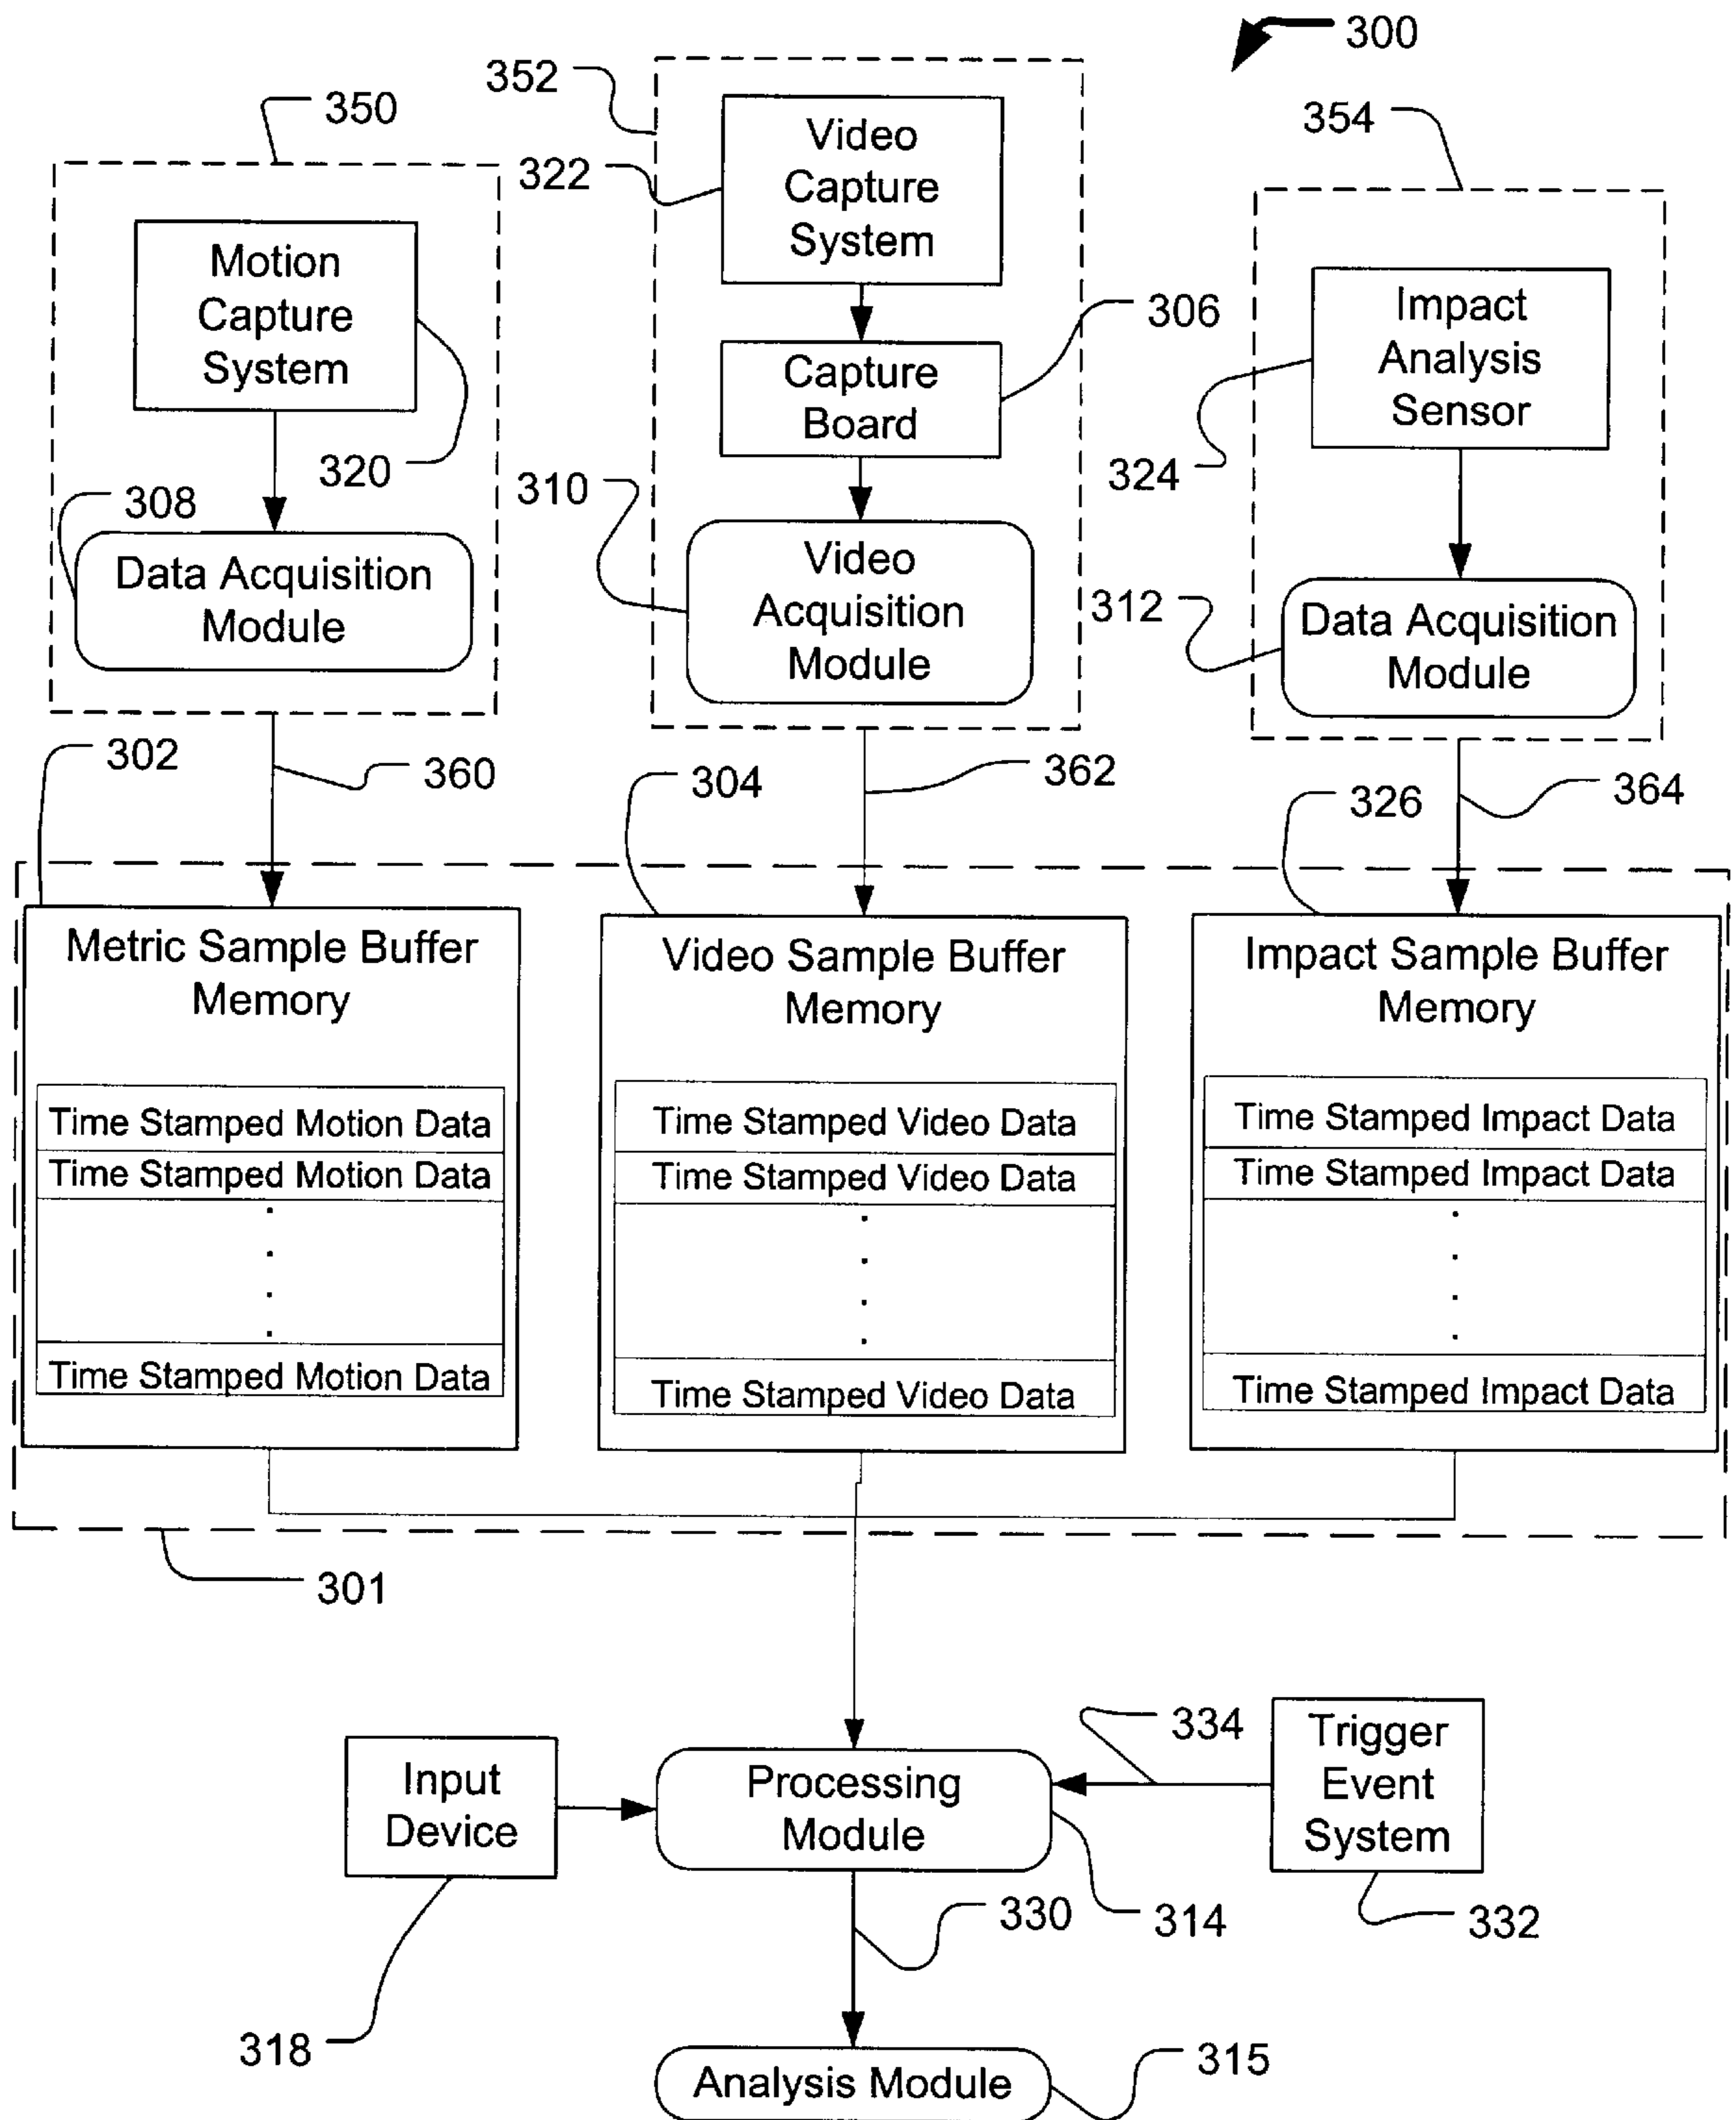 300
352
350
354
Video
Capture
System
322
Motion
Capture
System
Impact
Analysis
Sensor
306
Capture
Board
320
324
308
310
Data Acquisition
Module
Video
Acquisition
Module
312
Data Acquisition
Module
302
360
304
362
326
364
Metric Sample Buffer
Memory
Video Sample Buffer
Memory
Impact Sample Buffer
Memory
Time Stamped Motion Data
Time Stamped Motion Data
Time Stamped Motion Data
Time Stamped Video Data
Time Stamped Video Data
Time Stamped Video Data
Time Stamped Impact Data
Time Stamped Impact Data
Time Stamped Impact Data
301
334
Trigger
Event
System
Input
Device
Processing
Module
330
314
332
318
Analysis Module
315